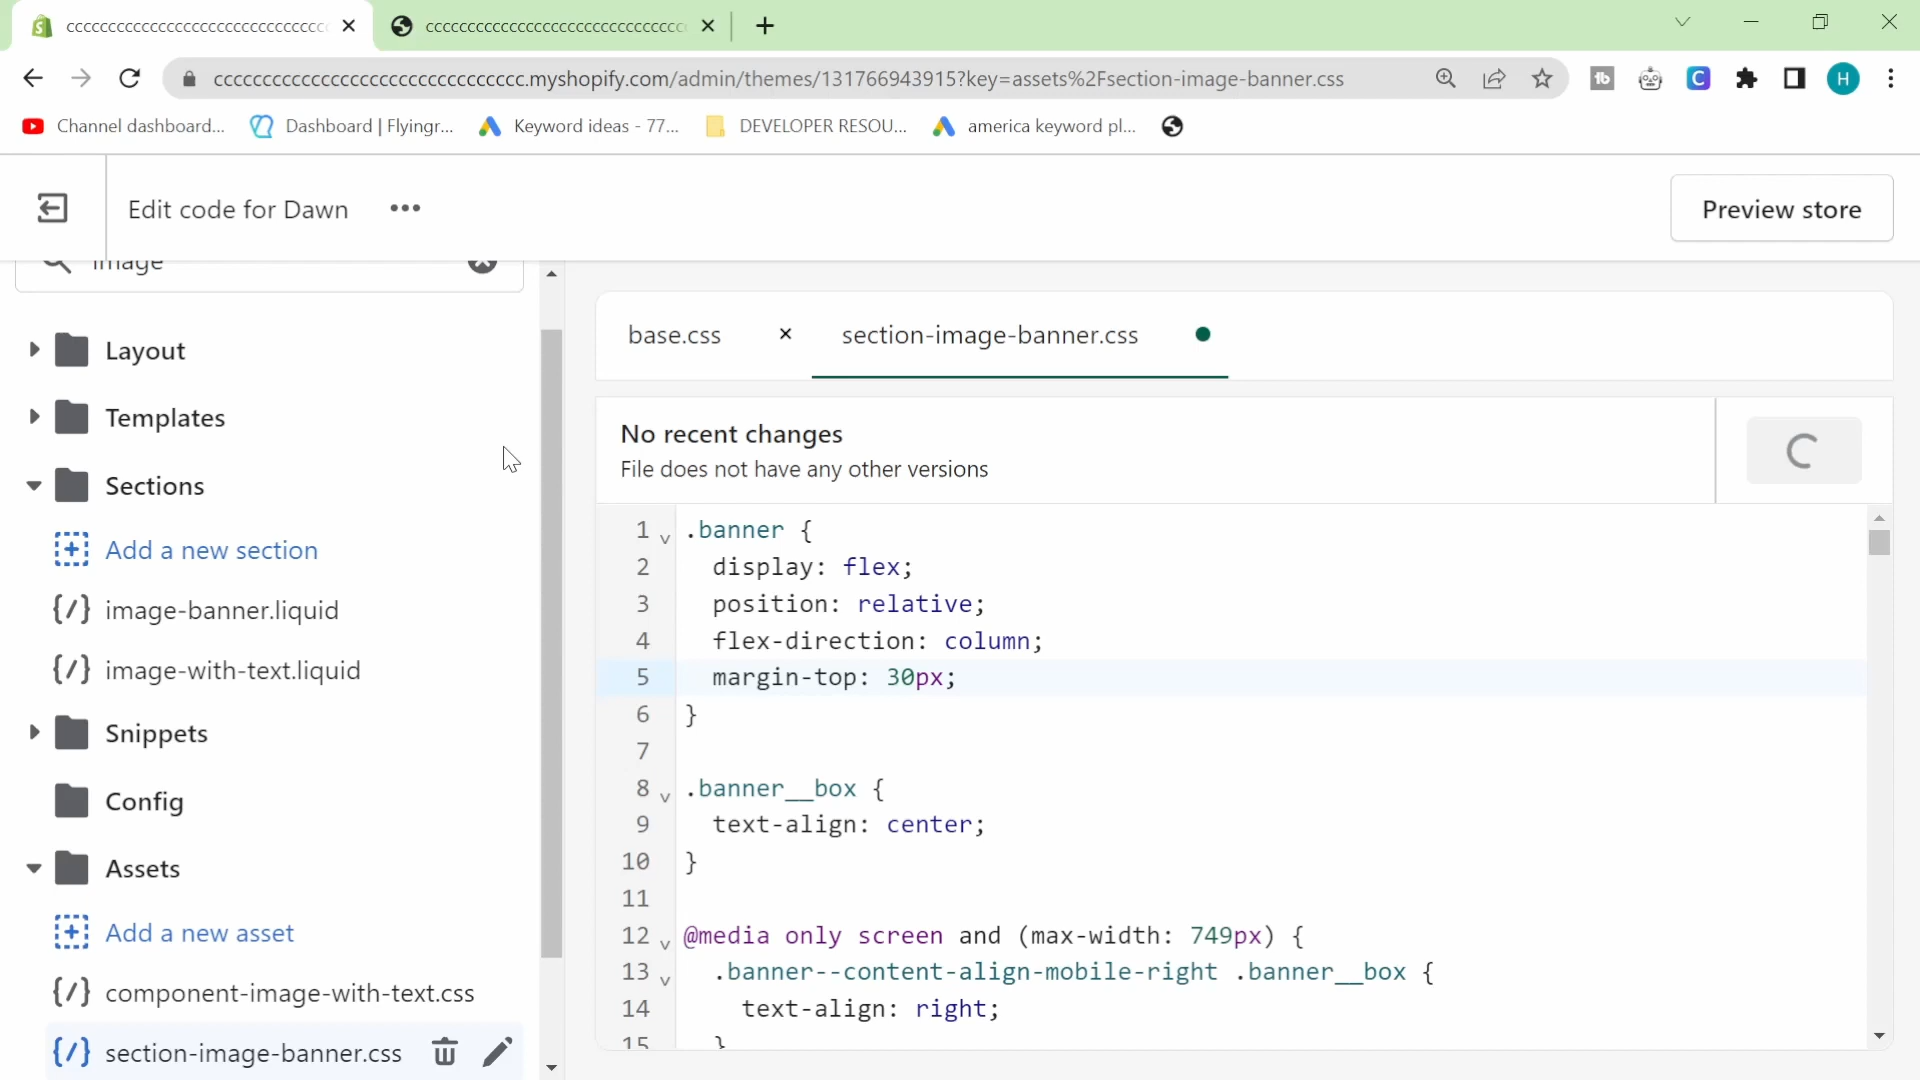 cccccccccccccccccccccccccccccccc
cccccccccccccccccccccccccccccccc
cccccccccccccccccccccccccccccccc.myshopify.com/admin/themes/131766943915?key=assets%2Fsection-image-banner.css
tb
C
H
Channel dashboard...
Dashboard | Flyingr...
Keyword ideas - 77...
DEVELOPER RESOU...
america keyword pl...
Edit code for Dawn
Preview store
image
Layout
Templates
Sections
Add a new section
{/} image-banner.liquid
{/} image-with-text.liquid
Snippets
Config
Assets
Add a new asset
{/} component-image-with-text.css
{/} section-image-banner.css
base.css
section-image-banner.css
No recent changes
File does not have any other versions
1 .banner {
2 display: flex;
3 position: relative;
4 flex-direction: column;
5 margin-top: 30px;
6 }
7
8 .banner__box {
9 text-align: center;
10 }
11
12 @media only screen and (max-width: 749px) {
13 .banner--content-align-mobile-right .banner__box {
14 text-align: right;
15 }